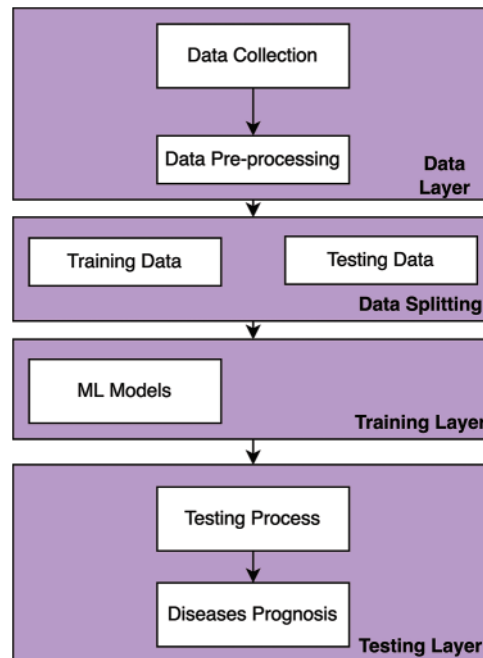 Data Collection
Data Pre-processing
Data
Layer
Training Data
Testing Data
Data Splitting
ML Models
Training Layer
Testing Process
Diseases Prognosis
Testing Layer